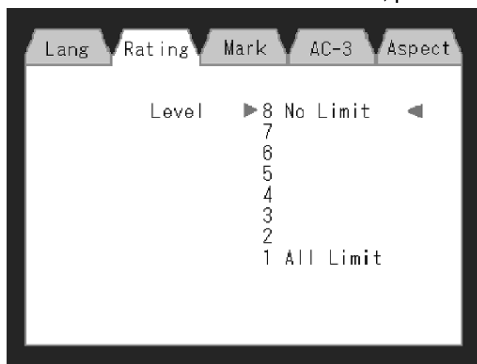 Lang Rating Mark AC-3 Aspect
Level ▶ 8 No Limit ◀
7
6
5
4
3
2
1 All Limit